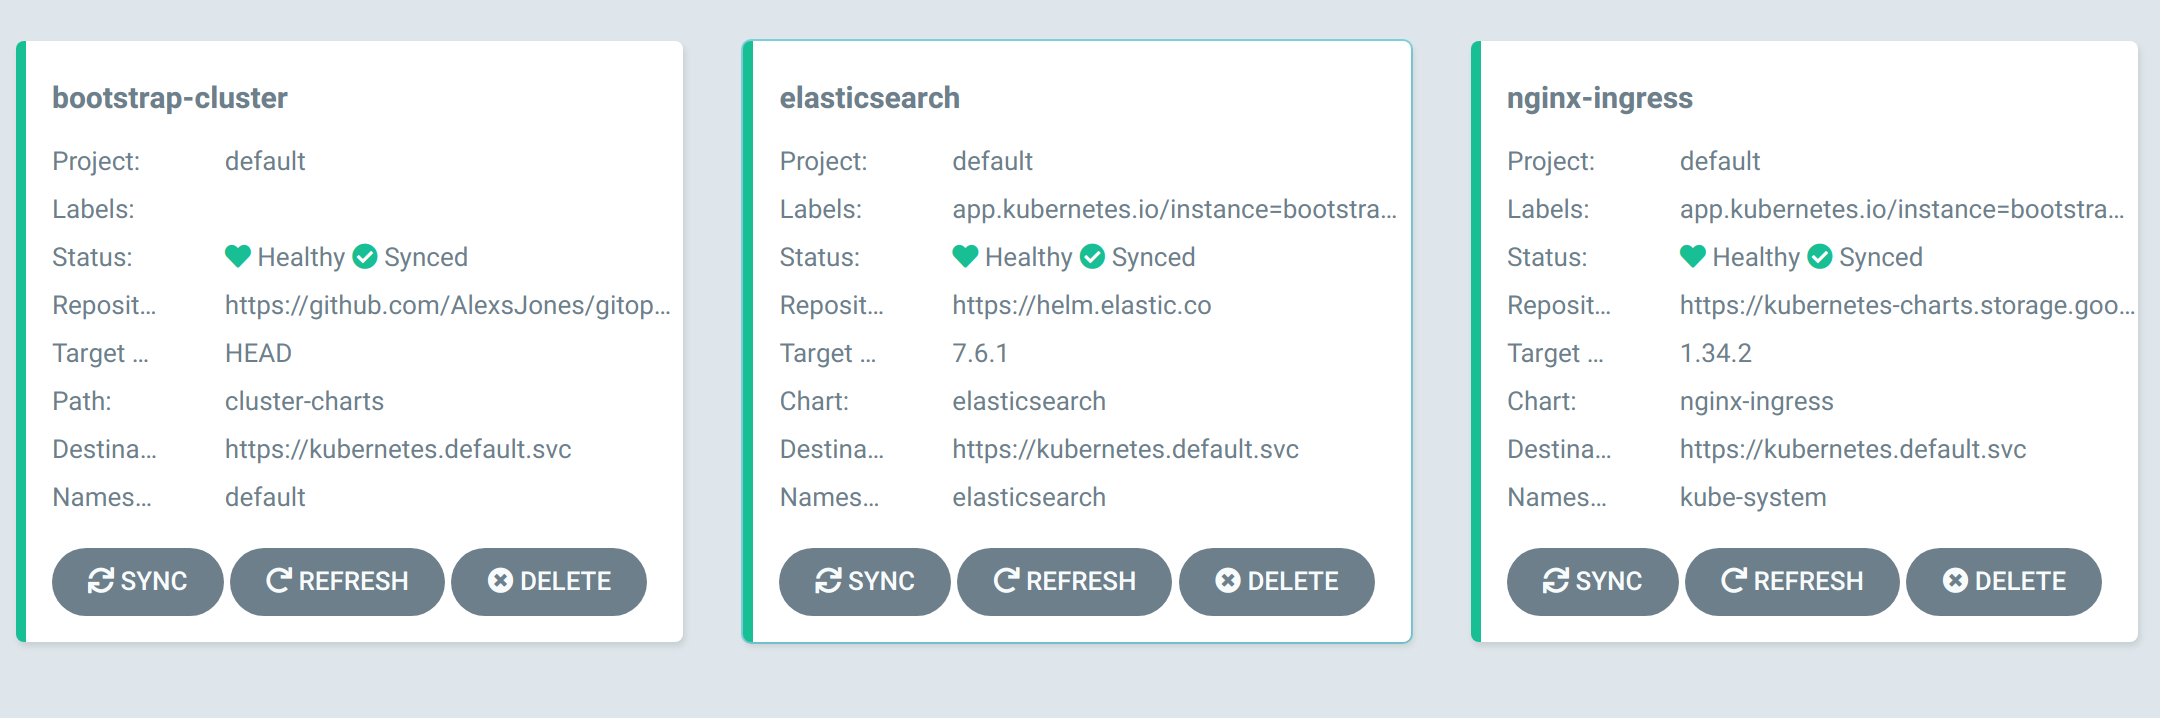 bootstrap-cluster
Project: default
Labels:
Status: Healthy Synced
Reposit... https://github.com/AlexsJones/gitop...
Target ... HEAD
Path: cluster-charts
Destina... https://kubernetes.default.svc
Names... default
SYNC REFRESH DELETE
elasticsearch
Project: default
Labels: app.kubernetes.io/instance=bootstra...
Status: Healthy Synced
Reposit... https://helm.elastic.co
Target ... 7.6.1
Chart: elasticsearch
Destina... https://kubernetes.default.svc
Names... elasticsearch
SYNC REFRESH DELETE
nginx-ingress
Project: default
Labels: app.kubernetes.io/instance=bootstra...
Status: Healthy Synced
Reposit... https://kubernetes-charts.storage.goo...
Target ... 1.34.2
Chart: nginx-ingress
Destina... https://kubernetes.default.svc
Names... kube-system
SYNC REFRESH DELETE